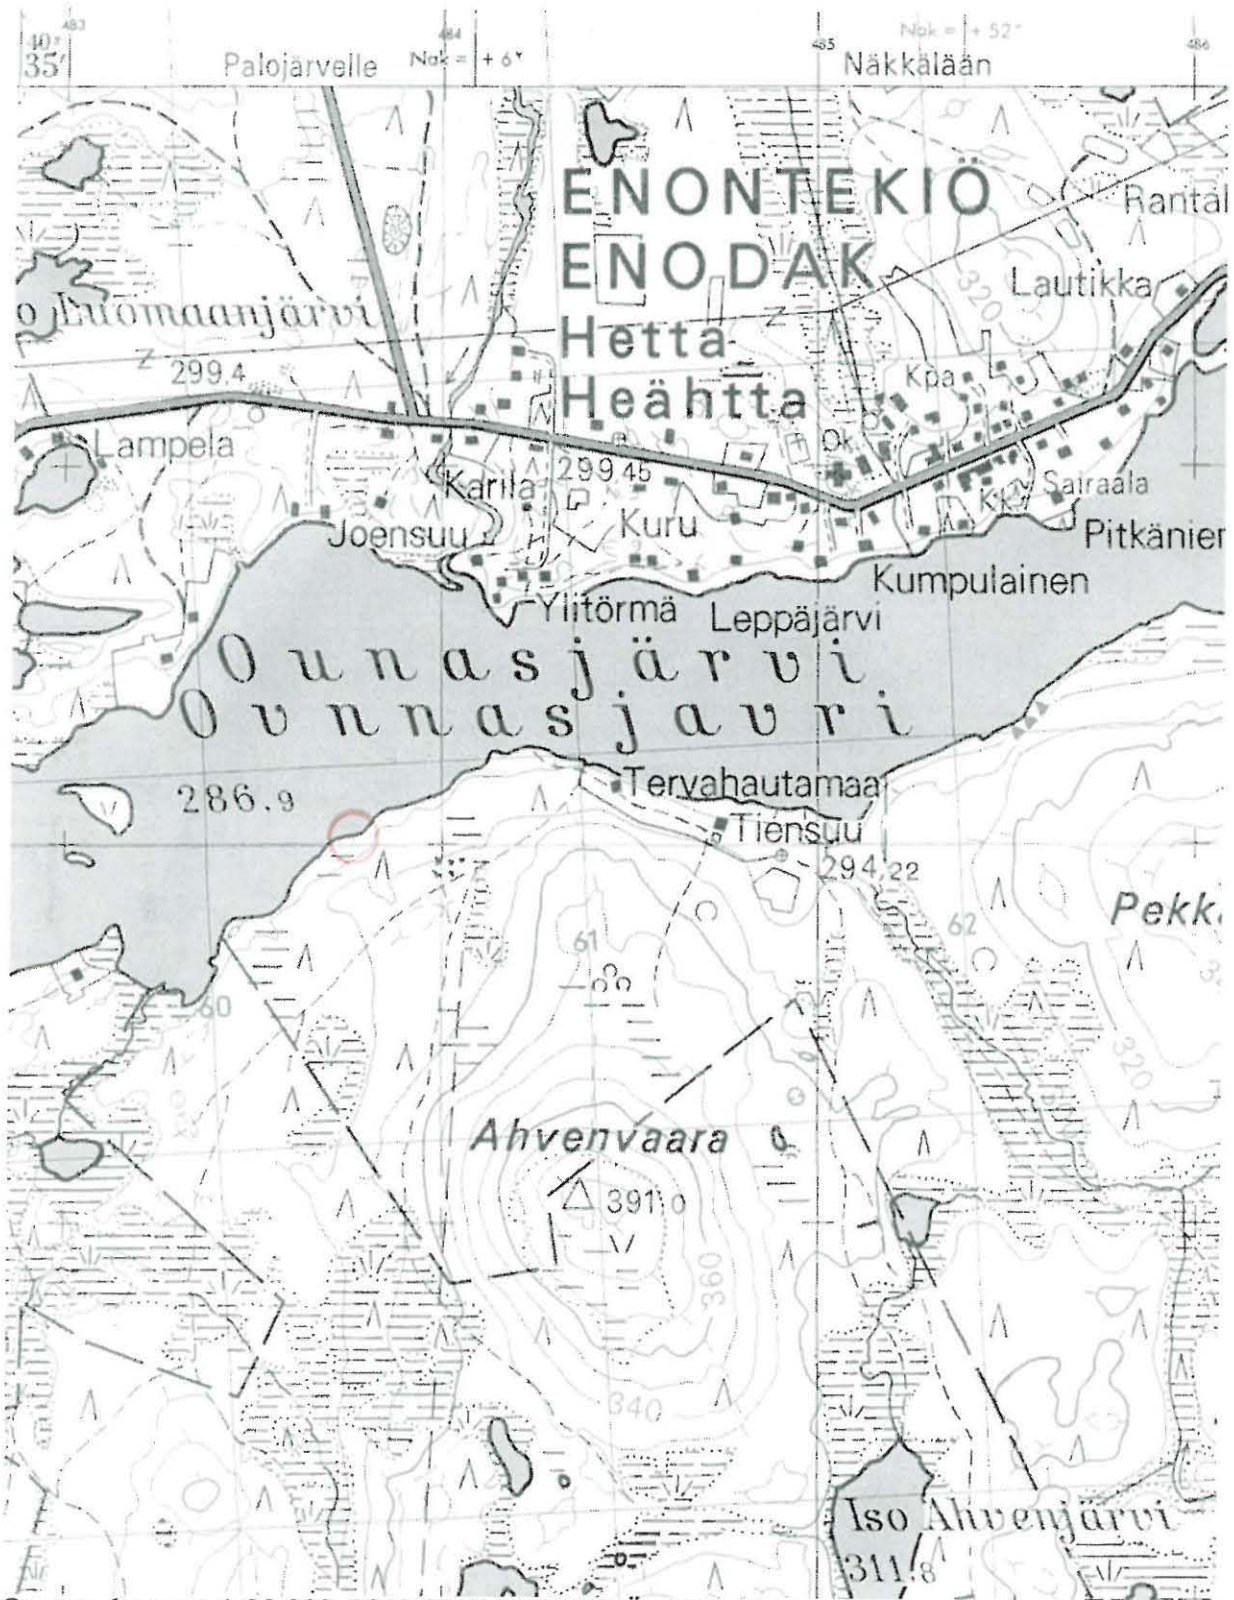 483
484
485
486
40°
35'
Palojärvelle
Nak = + 6ᵛ
Näkkälään
Nak = + 52ᵛ
ENONTEKIÖ
ENODAK
Hetta
Heähtta
Rantal
Lautikka
320
o Luomaanjärvi
Z
Z
299.4
Kpa
Ok
Lampela
Karila
299,45
Kk
Sairaala
Joensuu
Kuru
Pitkänier
Kumpulainen
Ylitörmä
Leppäjärvi
Ounasjärvi
Ovnnasjavri
286.9
Tervahautamaa
Tiensuu
294,22
Pekk
61
62
60
320
Ahvenvaara
391,0
360
340
Iso Ahvenjärvi
311.8